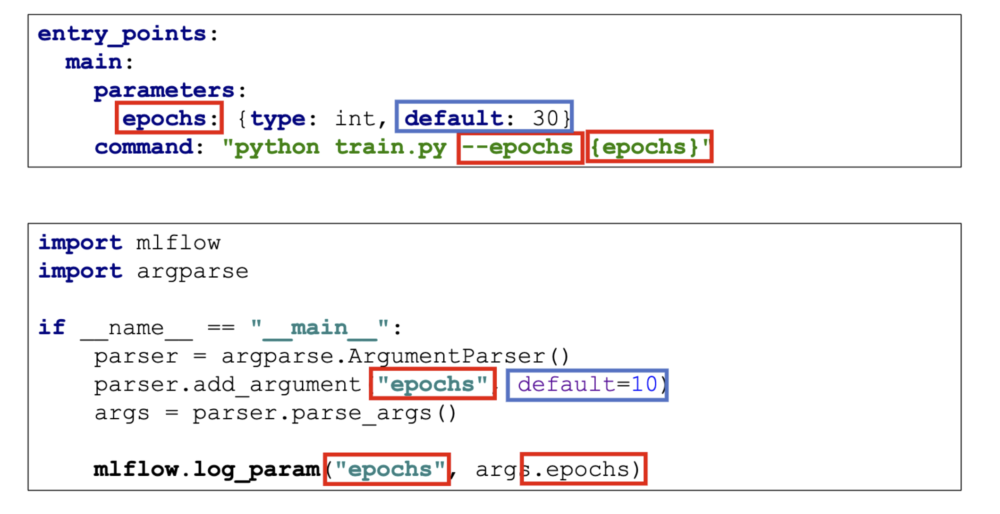 entry_points:
  main:
    parameters:
      epochs: {type: int, default: 30}
    command: "python train.py --epochs {epochs}"
import mlflow
import argparse
if __name__ == "__main__":
    parser = argparse.ArgumentParser()
    parser.add_argument("epochs", default=10)
    args = parser.parse_args()
    mlflow.log_param("epochs", args.epochs)